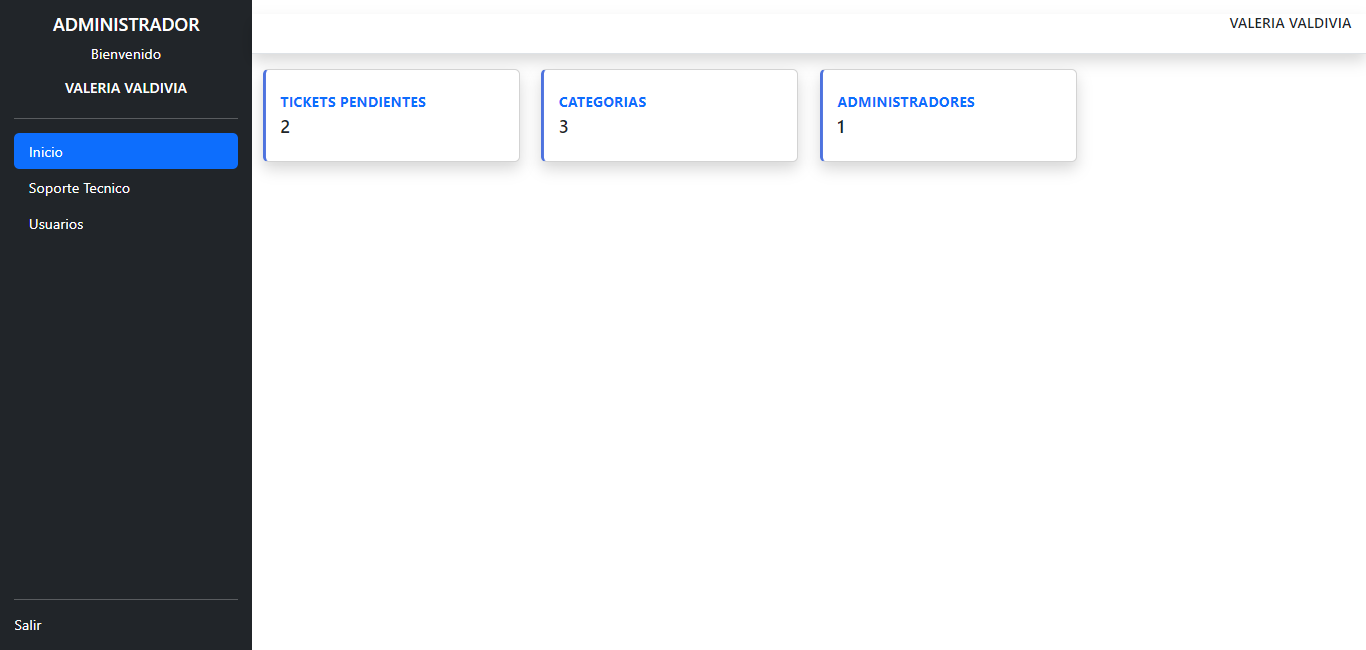 ADMINISTRADOR
Bienvenido
VALERIA VALDIVIA
Inicio
Soporte Tecnico
Usuarios
Salir
VALERIA VALDIVIA
TICKETS PENDIENTES
2
CATEGORIAS
3
ADMINISTRADORES
1